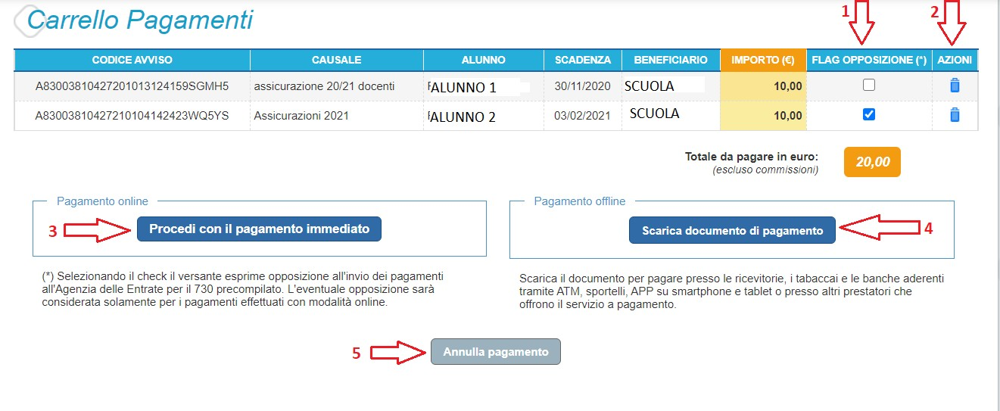 1
2
Carrello Pagamenti
CODICE AVVISO CAUSALE ALUNNO SCADENZA BENEFICIARIO IMPORTO (€) FLAG OPPOSIZIONE (*) AZIONI
A83003810427201013124159SGMH5 assicurazione 20/21 docenti ALUNNO 1 30/11/2020 SCUOLA 10,00
A83003810427210104142423WQ5YS Assicurazioni 2021 ALUNNO 2 03/02/2021 SCUOLA 10,00
Totale da pagare in euro: 20,00
(escluso commissioni)
Pagamento online
3 Procedi con il pagamento immediato
(*) Selezionando il check il versante esprime opposizione all'invio dei pagamenti
all'Agenzia delle Entrate per il 730 precompilato. L'eventuale opposizione sarà
considerata solamente per i pagamenti effettuati con modalità online.
Pagamento offline
Scarica documento di pagamento 4
Scarica il documento per pagare presso le ricevitorie, i tabaccai e le banche aderenti
tramite ATM, sportelli, APP su smartphone e tablet o presso altri prestatori che
offrono il servizio a pagamento.
5 Annulla pagamento